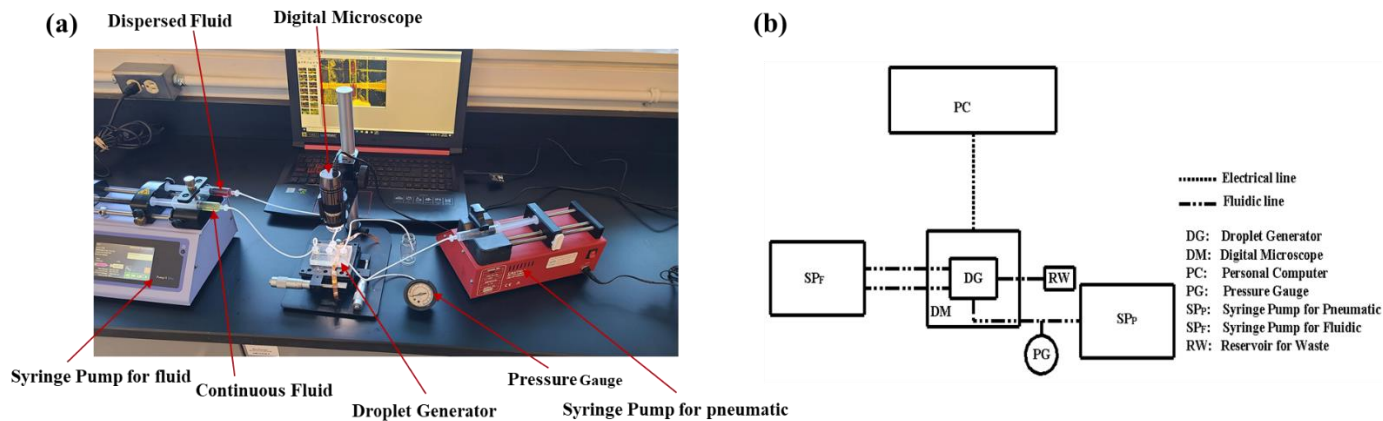 (a)
Dispersed Fluid
Digital Microscope
Syringe Pump for fluid
Continuous Fluid
Droplet Generator
Pressure Gauge
Syringe Pump for pneumatic
(b)
PC
SPF
DG
DM
RW
PG
SPP
Electrical line
Fluidic line
DG: Droplet Generator
DM: Digital Microscope
PC: Personal Computer
PG: Pressure Gauge
SPP: Syringe Pump for Pneumatic
SPF: Syringe Pump for Fluidic
RW: Reservoir for Waste